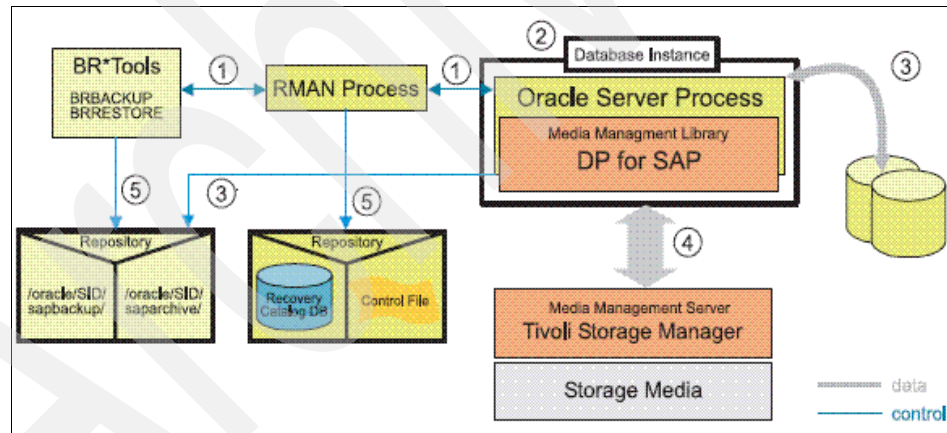 BR*Tools
BRBACKUP
BRRESTORE
①
RMAN Process
①
②
Database Instance
Oracle Server Process
Media Managment Library
DP for SAP
③
⑤
③
⑤
④
Repository
/oracle/SID/
sapbackup/
/oracle/SID/
saparchive/
Repository
Recovery
Catalog DB
Control File
Media Management Server
Tivoli Storage Manager
Storage Media
data
control